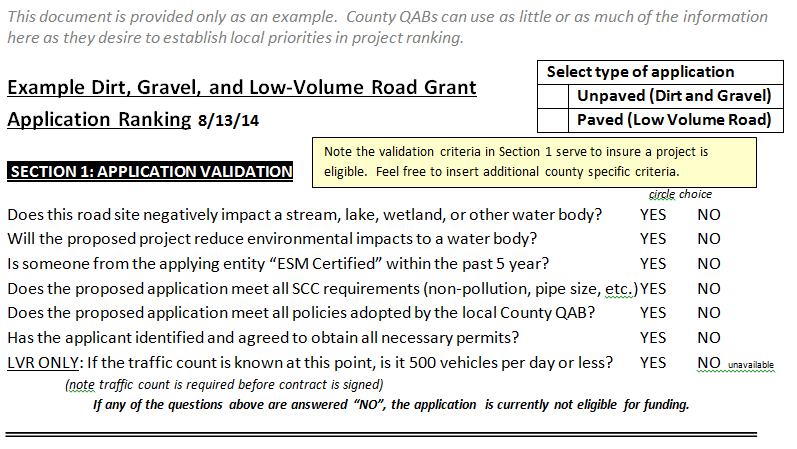 This document is provided only as an example.  County QABs can use as little or as much of the information
here as they desire to establish local priorities in project ranking.
Example Dirt, Gravel, and Low-Volume Road Grant
Application Ranking 8/13/14
Select type of application
Unpaved (Dirt and Gravel)
Paved (Low Volume Road)
SECTION 1: APPLICATION VALIDATION
Note the validation criteria in Section 1 serve to insure a project is
eligible.  Feel free to insert additional county specific criteria.
circle choice
Does this road site negatively impact a stream, lake, wetland, or other water body? YES NO
Will the proposed project reduce environmental impacts to a water body? YES NO
Is someone from the applying entity “ESM Certified” within the past 5 year? YES NO
Does the proposed application meet all SCC requirements (non-pollution, pipe size, etc.) YES NO
Does the proposed application meet all policies adopted by the local County QAB? YES NO
Has the applicant identified and agreed to obtain all necessary permits? YES NO
LVR ONLY: If the traffic count is known at this point, is it 500 vehicles per day or less? YES NO unavailable
(note traffic count is required before contract is signed)
If any of the questions above are answered “NO”, the application  is currently not eligible for funding.